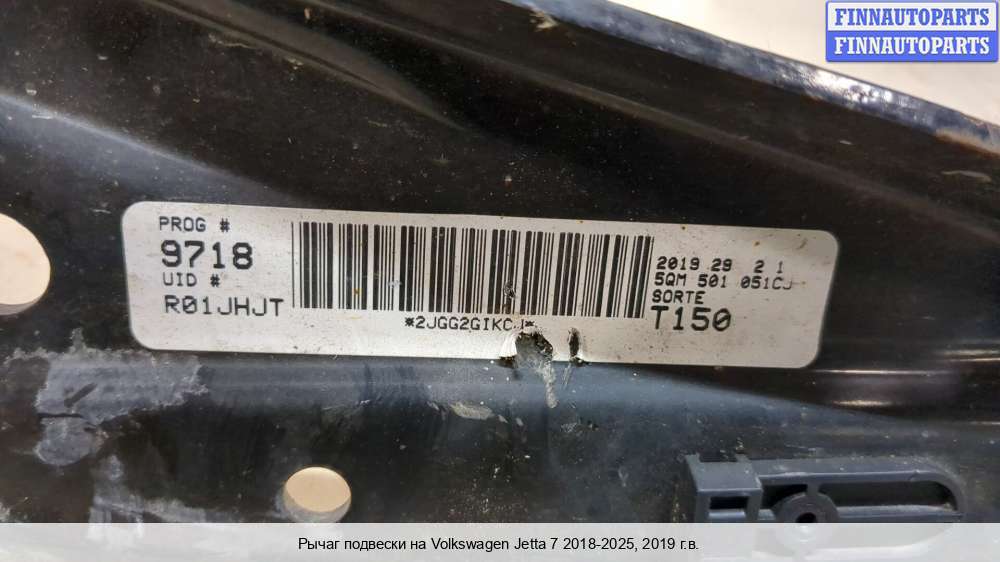 FINNAUTOPARTS
FINNAUTOPARTS
PROG #
9718
UID #
R01JHJT
*2JGG2GIKCJ*
2019 29 2 1
5QM 501 051CJ
SORTE
T150
Рычаг подвески на Volkswagen Jetta 7 2018-2025, 2019 г.в.